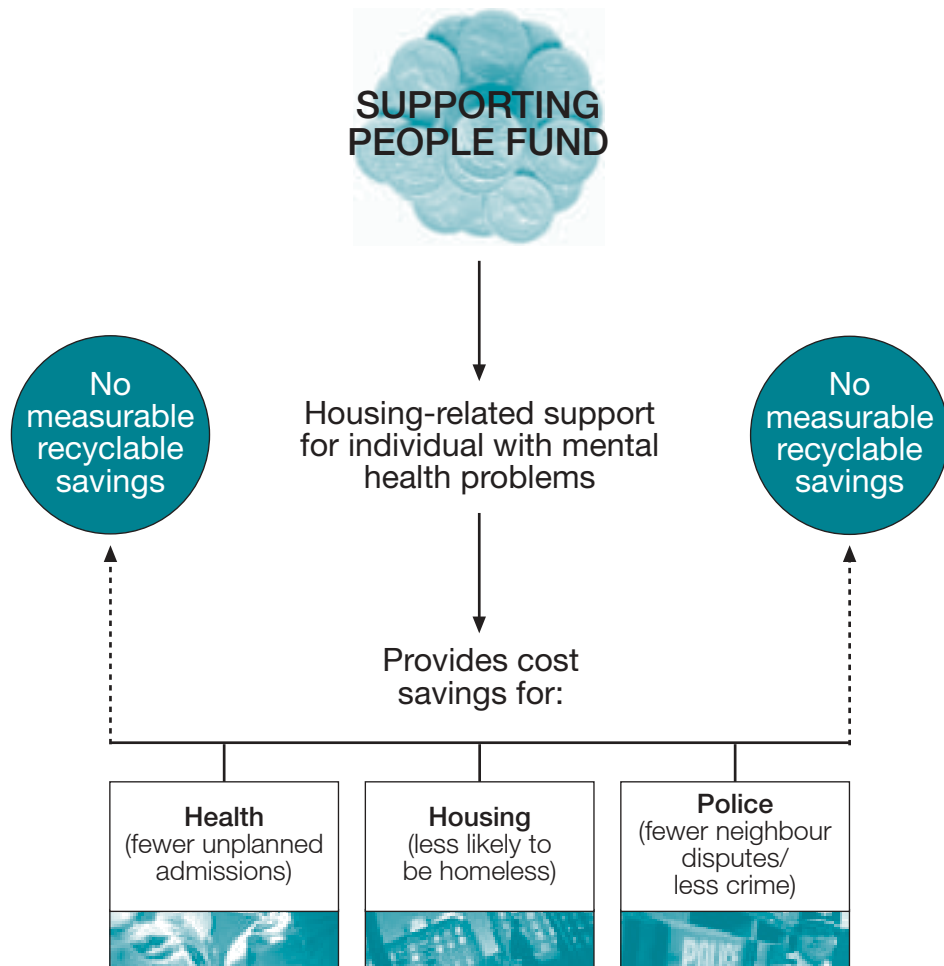 SUPPORTING
PEOPLE FUND
No
measurable
recyclable
savings
Housing-related support
for individual with mental
health problems
No
measurable
recyclable
savings
Provides cost
savings for:
Health
(fewer unplanned
admissions)
Housing
(less likely to
be homeless)
Police
(fewer neighbour
disputes/
less crime)
POLICE